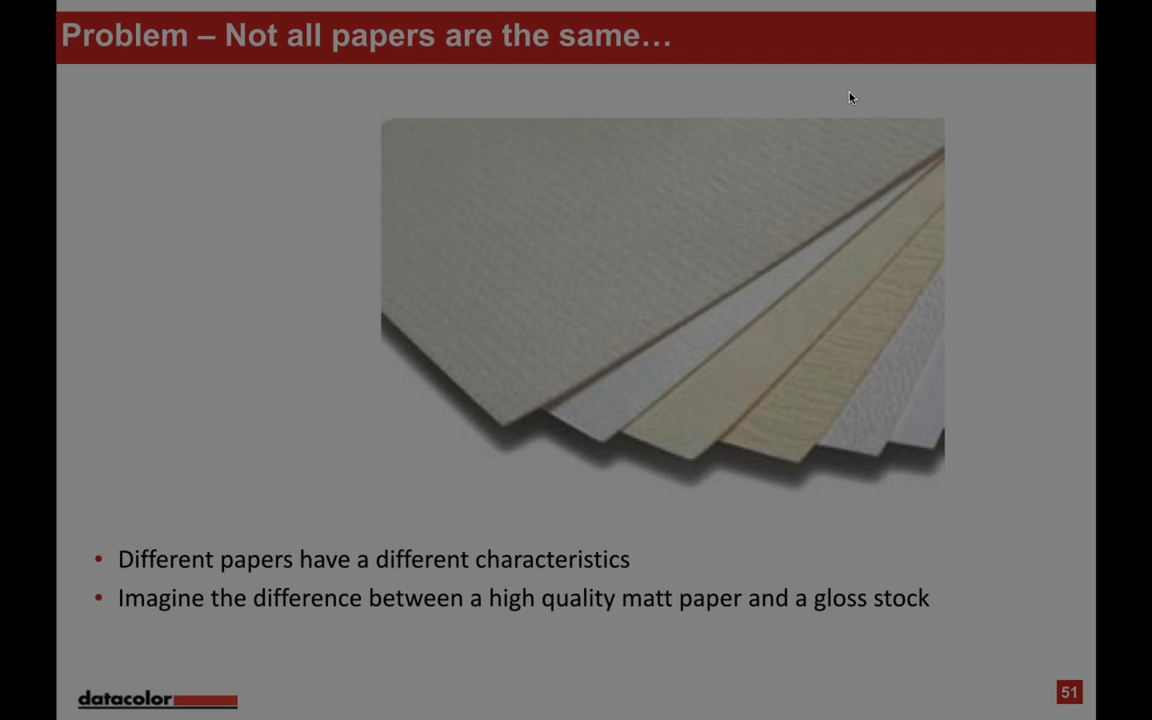 Problem – Not all papers are the same…
• Different papers have a different characteristics
• Imagine the difference between a high quality matt paper and a gloss stock
datacolor
51